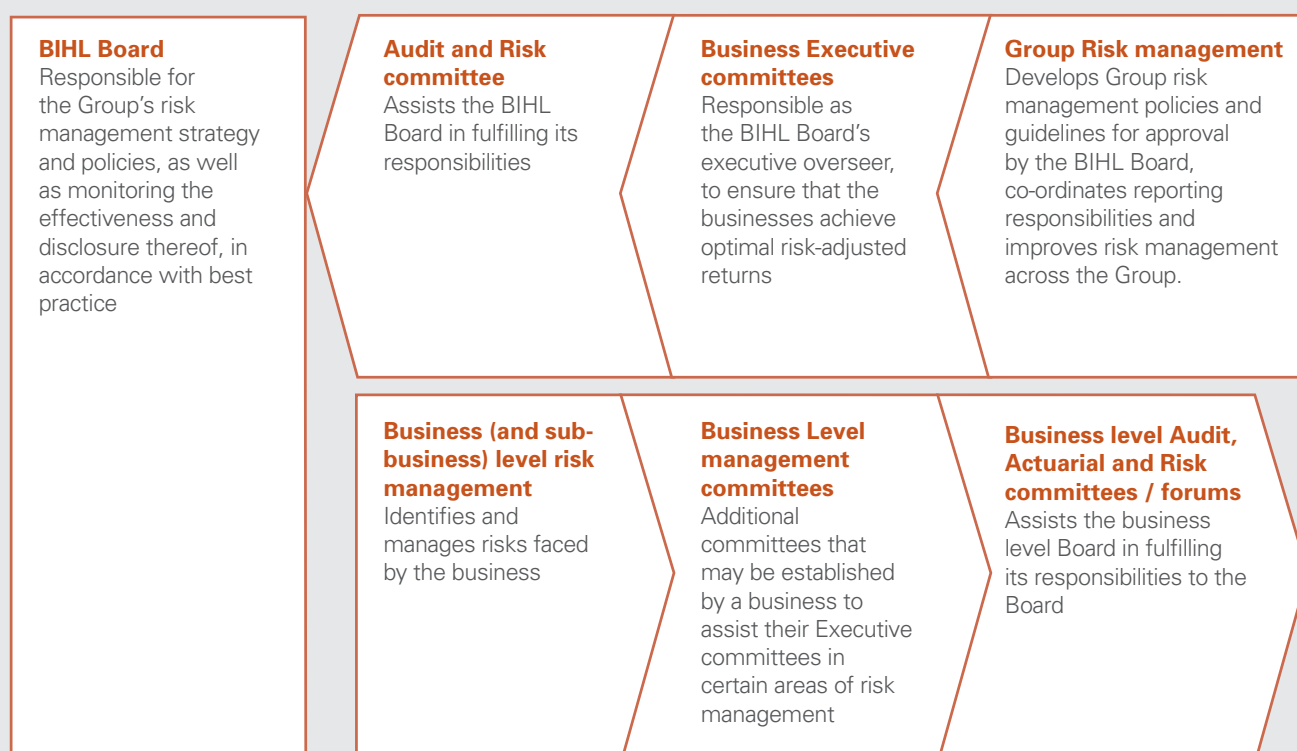 BIHL Board
Responsible for
the Group's risk
management strategy
and policies, as well
as monitoring the
effectiveness and
disclosure thereof, in
accordance with best
practice
Audit and Risk
committee
Assists the BIHL
Board in fulfilling its
responsibilities
Business Executive
committees
Responsible as
the BIHL Board's
executive overseer,
to ensure that the
businesses achieve
optimal risk-adjusted
returns
Group Risk management
Develops Group risk
management policies and
guidelines for approval
by the BIHL Board,
co-ordinates reporting
responsibilities and
improves risk management
across the Group.
Business (and sub-
business) level risk
management
Identifies and
manages risks faced
by the business
Business Level
management
committees
Additional
committees that
may be established
by a business to
assist their Executive
committees in
certain areas of risk
management
Business level Audit,
Actuarial and Risk
committees / forums
Assists the business
level Board in fulfilling
its responsibilities to the
Board